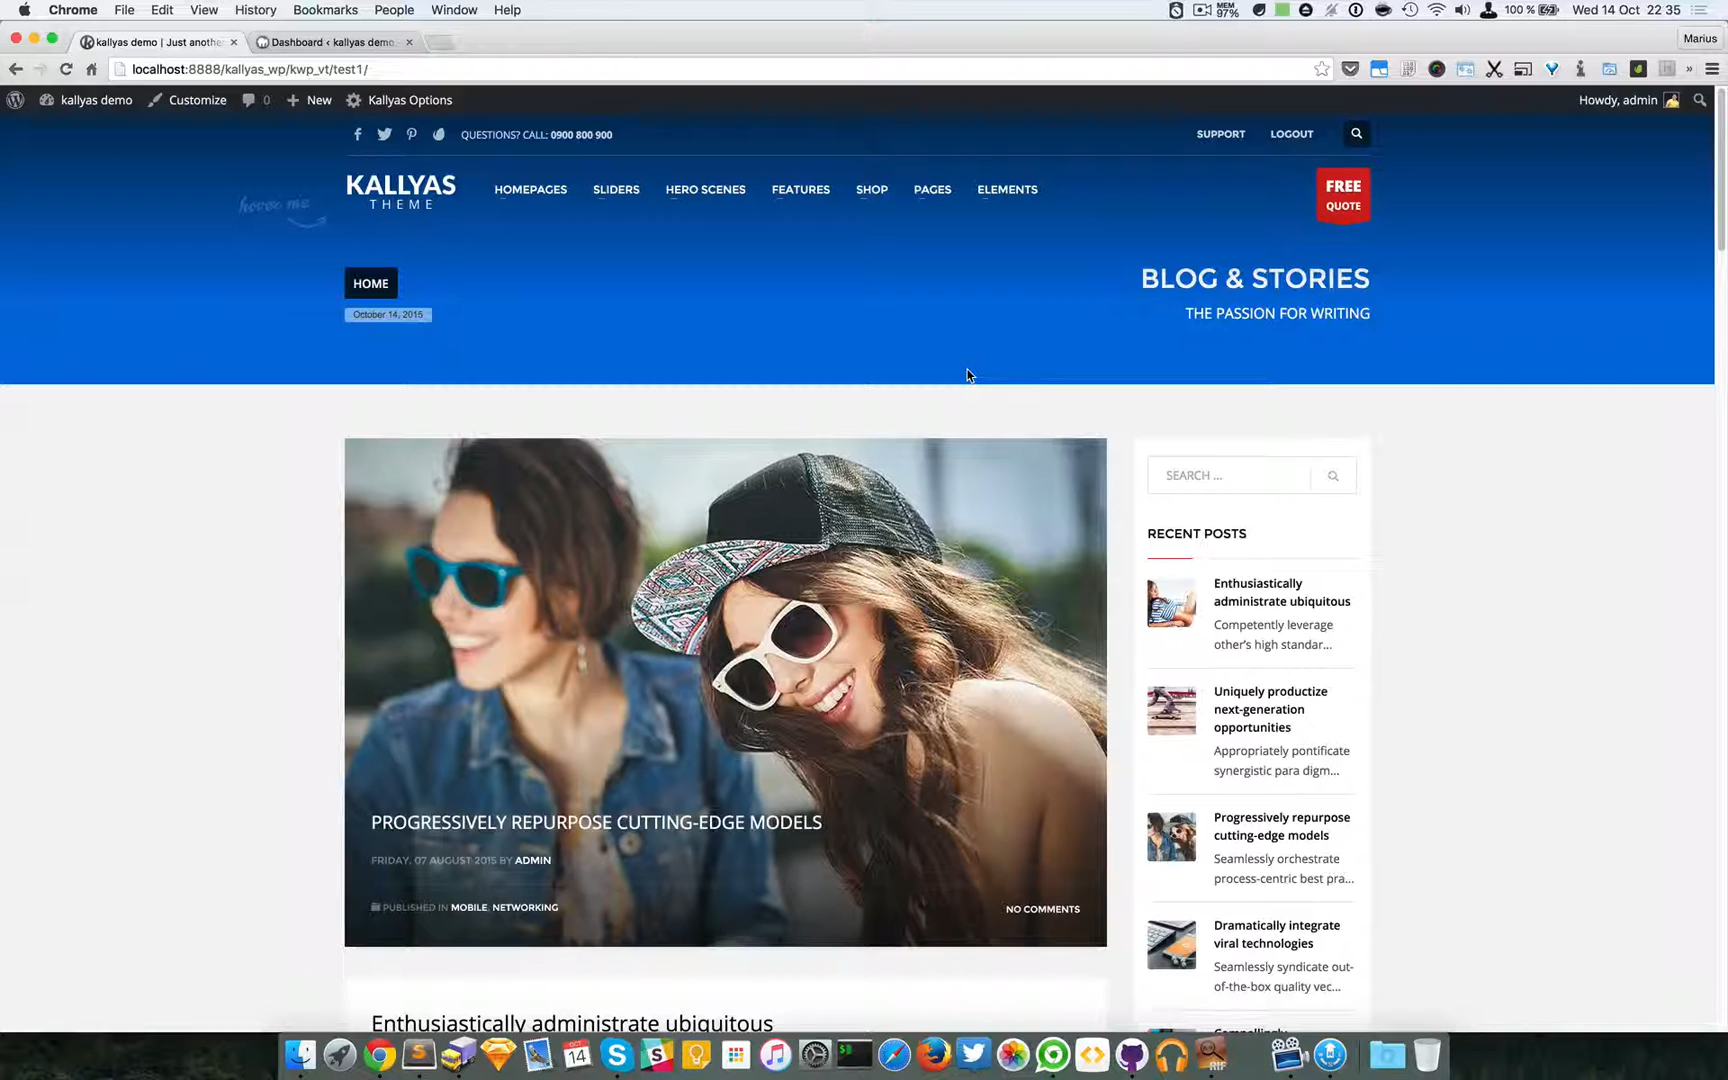 Chrome File Edit View History Bookmarks People Window Help
MEM 97% 100 % Wed 14 Oct 22 35
kallyas demo | Just anothe
Dashboard ‹ kallyas demo
Marius
localhost:8888/kallyas_wp/kwp_vt/test1/
kallyas demo Customize 0 New Kallyas Options
Howdy, admin
QUESTIONS? CALL: 0900 800 900
SUPPORT LOGOUT
hover me
KALLYAS
THEME
HOMEPAGES SLIDERS HERO SCENES FEATURES SHOP PAGES ELEMENTS
FREE
QUOTE
HOME
October 14, 2015
BLOG & STORIES
THE PASSION FOR WRITING
PROGRESSIVELY REPURPOSE CUTTING-EDGE MODELS
FRIDAY, 07 AUGUST 2015 BY ADMIN
PUBLISHED IN MOBILE, NETWORKING
NO COMMENTS
Enthusiastically administrate ubiquitous
SEARCH ...
RECENT POSTS
Enthusiastically
administrate ubiquitous
Competently leverage
other's high standar...
Uniquely productize
next-generation
opportunities
Appropriately pontificate
synergistic para digm...
Progressively repurpose
cutting-edge models
Seamlessly orchestrate
process-centric best pra...
Dramatically integrate
viral technologies
Seamlessly syndicate out-
of-the-box quality vec...
OCT
14